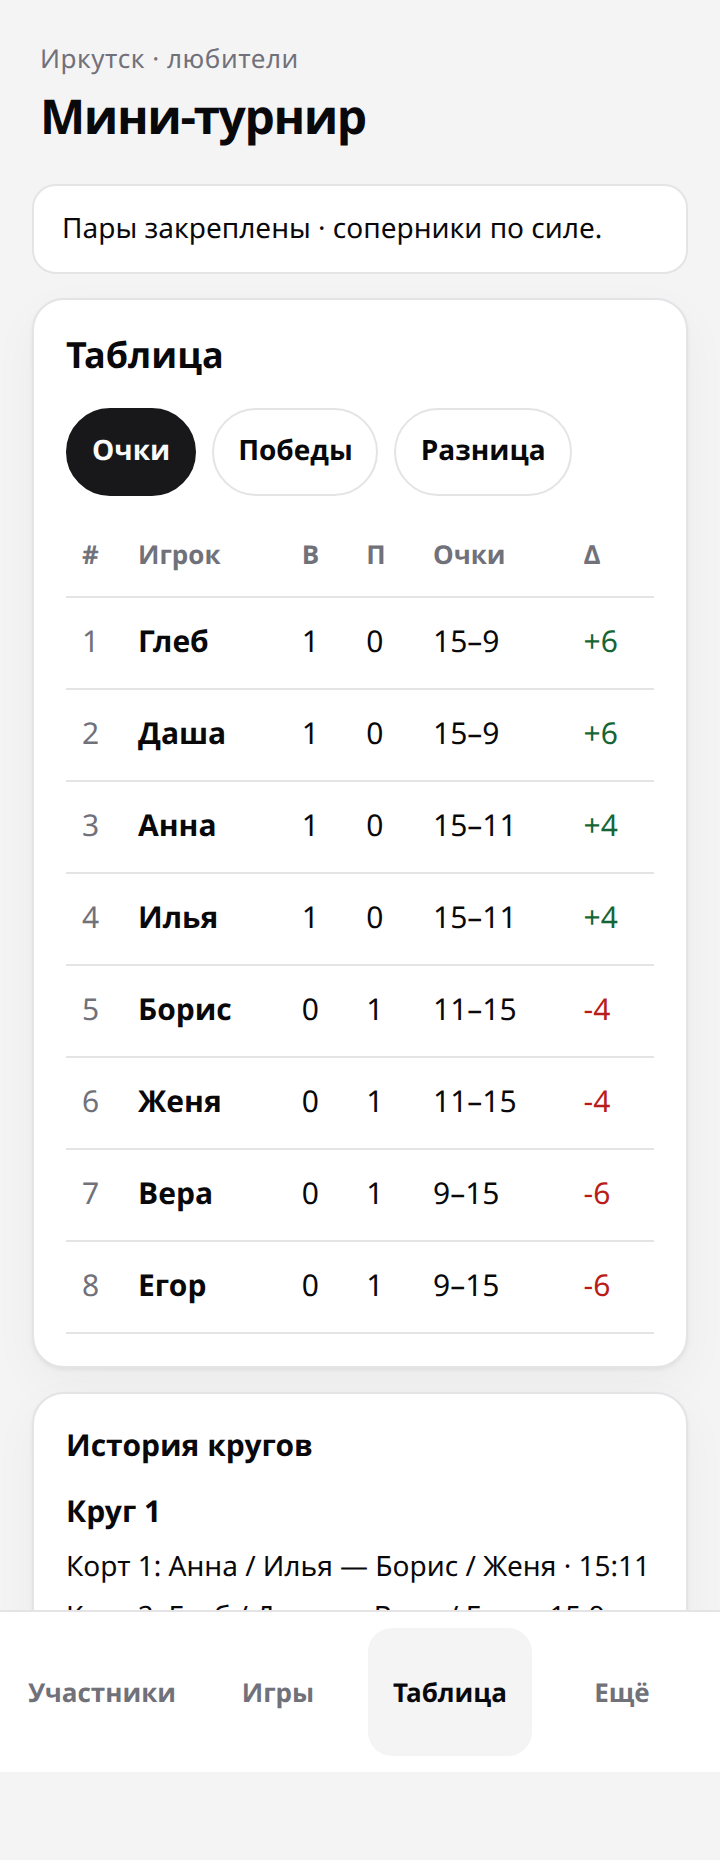 Иркутск · любители
Мини-турнир
Пары закреплены · соперники по силе.
Таблица
Очки Победы Разница
# Игрок В П Очки Δ
1 Глеб 1 0 15–9 +6
2 Даша 1 0 15–9 +6
3 Анна 1 0 15–11 +4
4 Илья 1 0 15–11 +4
5 Борис 0 1 11–15 -4
6 Женя 0 1 11–15 -4
7 Вера 0 1 9–15 -6
8 Егор 0 1 9–15 -6
История кругов
Круг 1
Корт 1: Анна / Илья — Борис / Женя · 15:11
Участники Игры Таблица Ещё